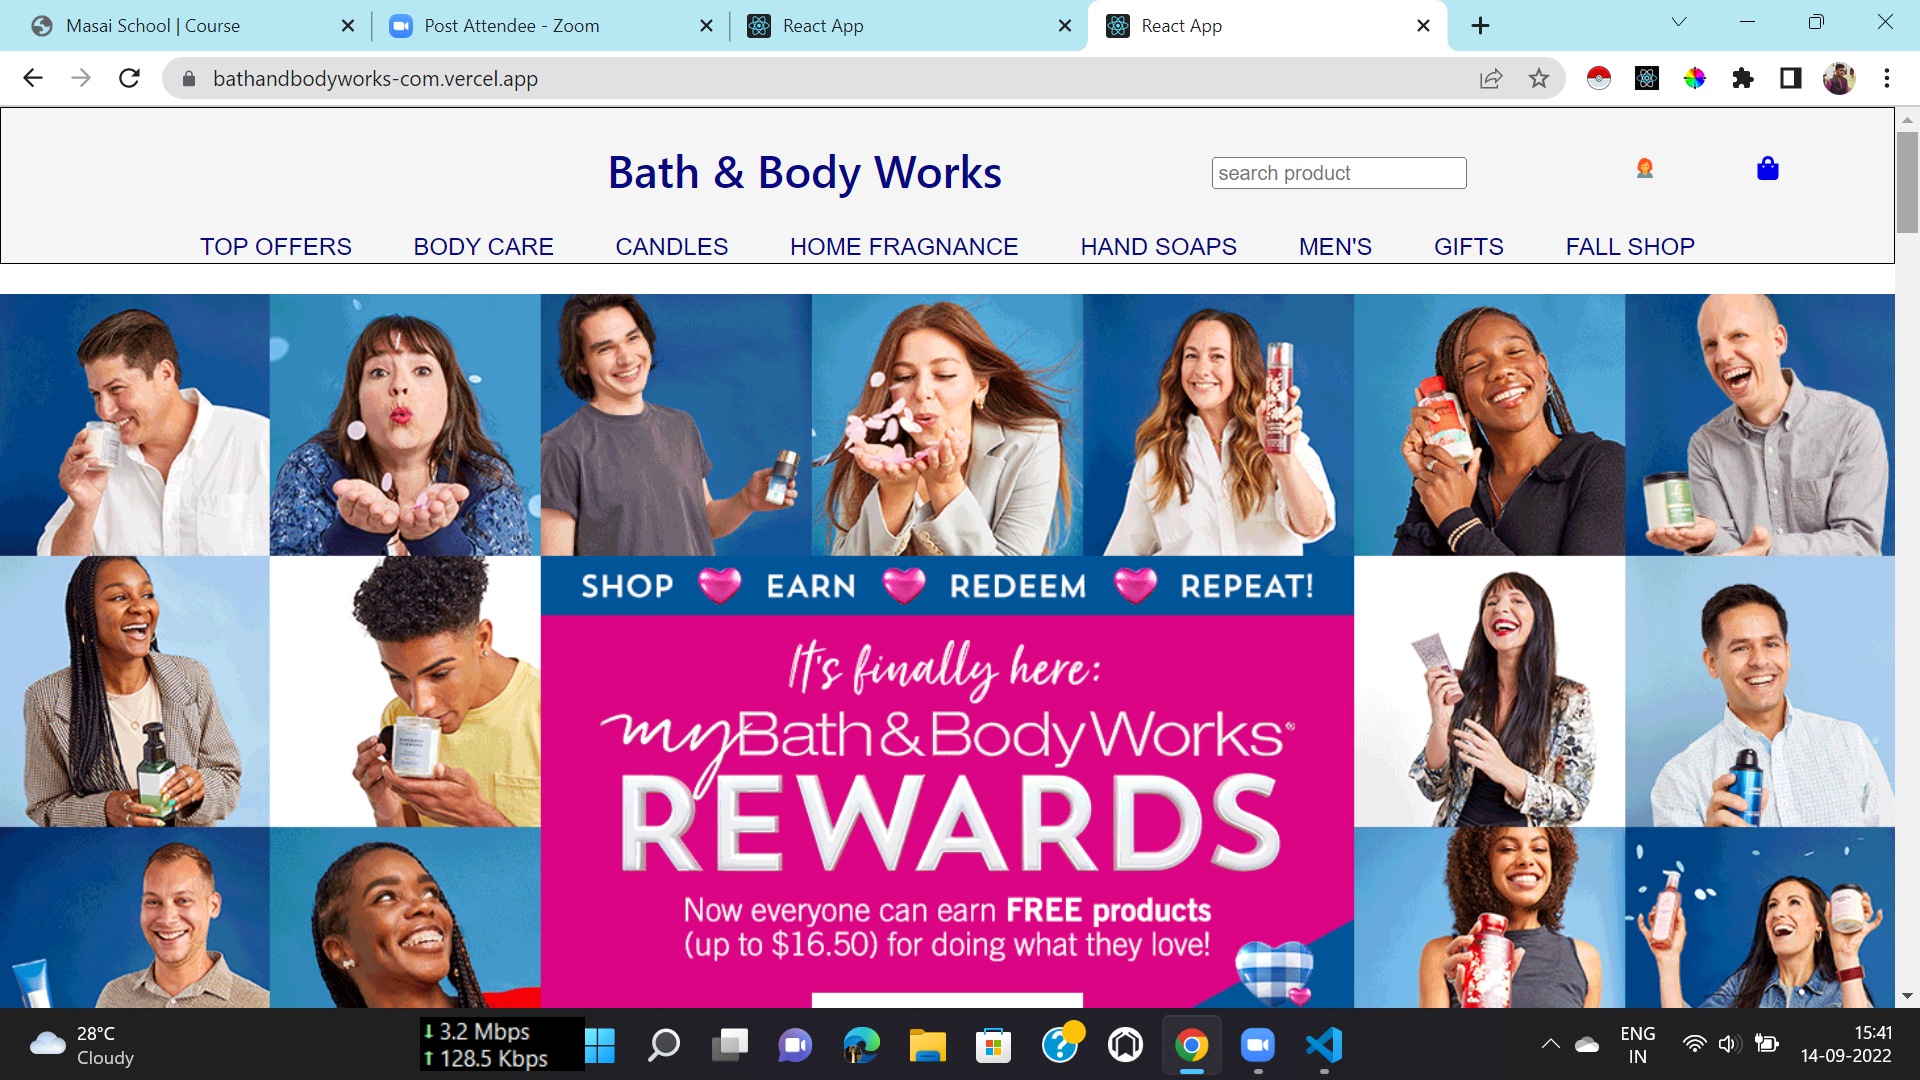 Masai School | Course
Post Attendee - Zoom
React App
React App
bathandbodyworks-com.vercel.app
Bath & Body Works
search product
TOP OFFERS
BODY CARE
CANDLES
HOME FRAGNANCE
HAND SOAPS
MEN'S
GIFTS
FALL SHOP
SHOP EARN REDEEM REPEAT!
It's finally here:
myBath & Body Works®
REWARDS
Now everyone can earn FREE products
(up to $16.50) for doing what they love!
28°C
Cloudy
3.2 Mbps
128.5 Kbps
ENG
IN
15:41
14-09-2022